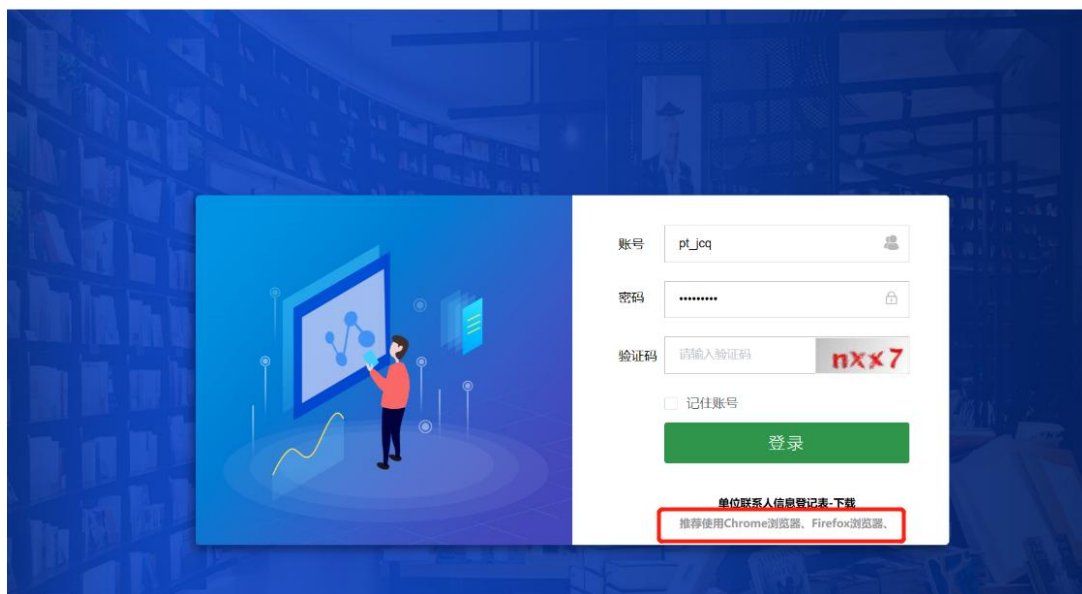 账号 pt_jcq
密码 •••••••••
验证码 请输入验证码 nxx7
记住账号
登录
单位联系人信息登记表-下载
推荐使用Chrome浏览器、Firefox浏览器、